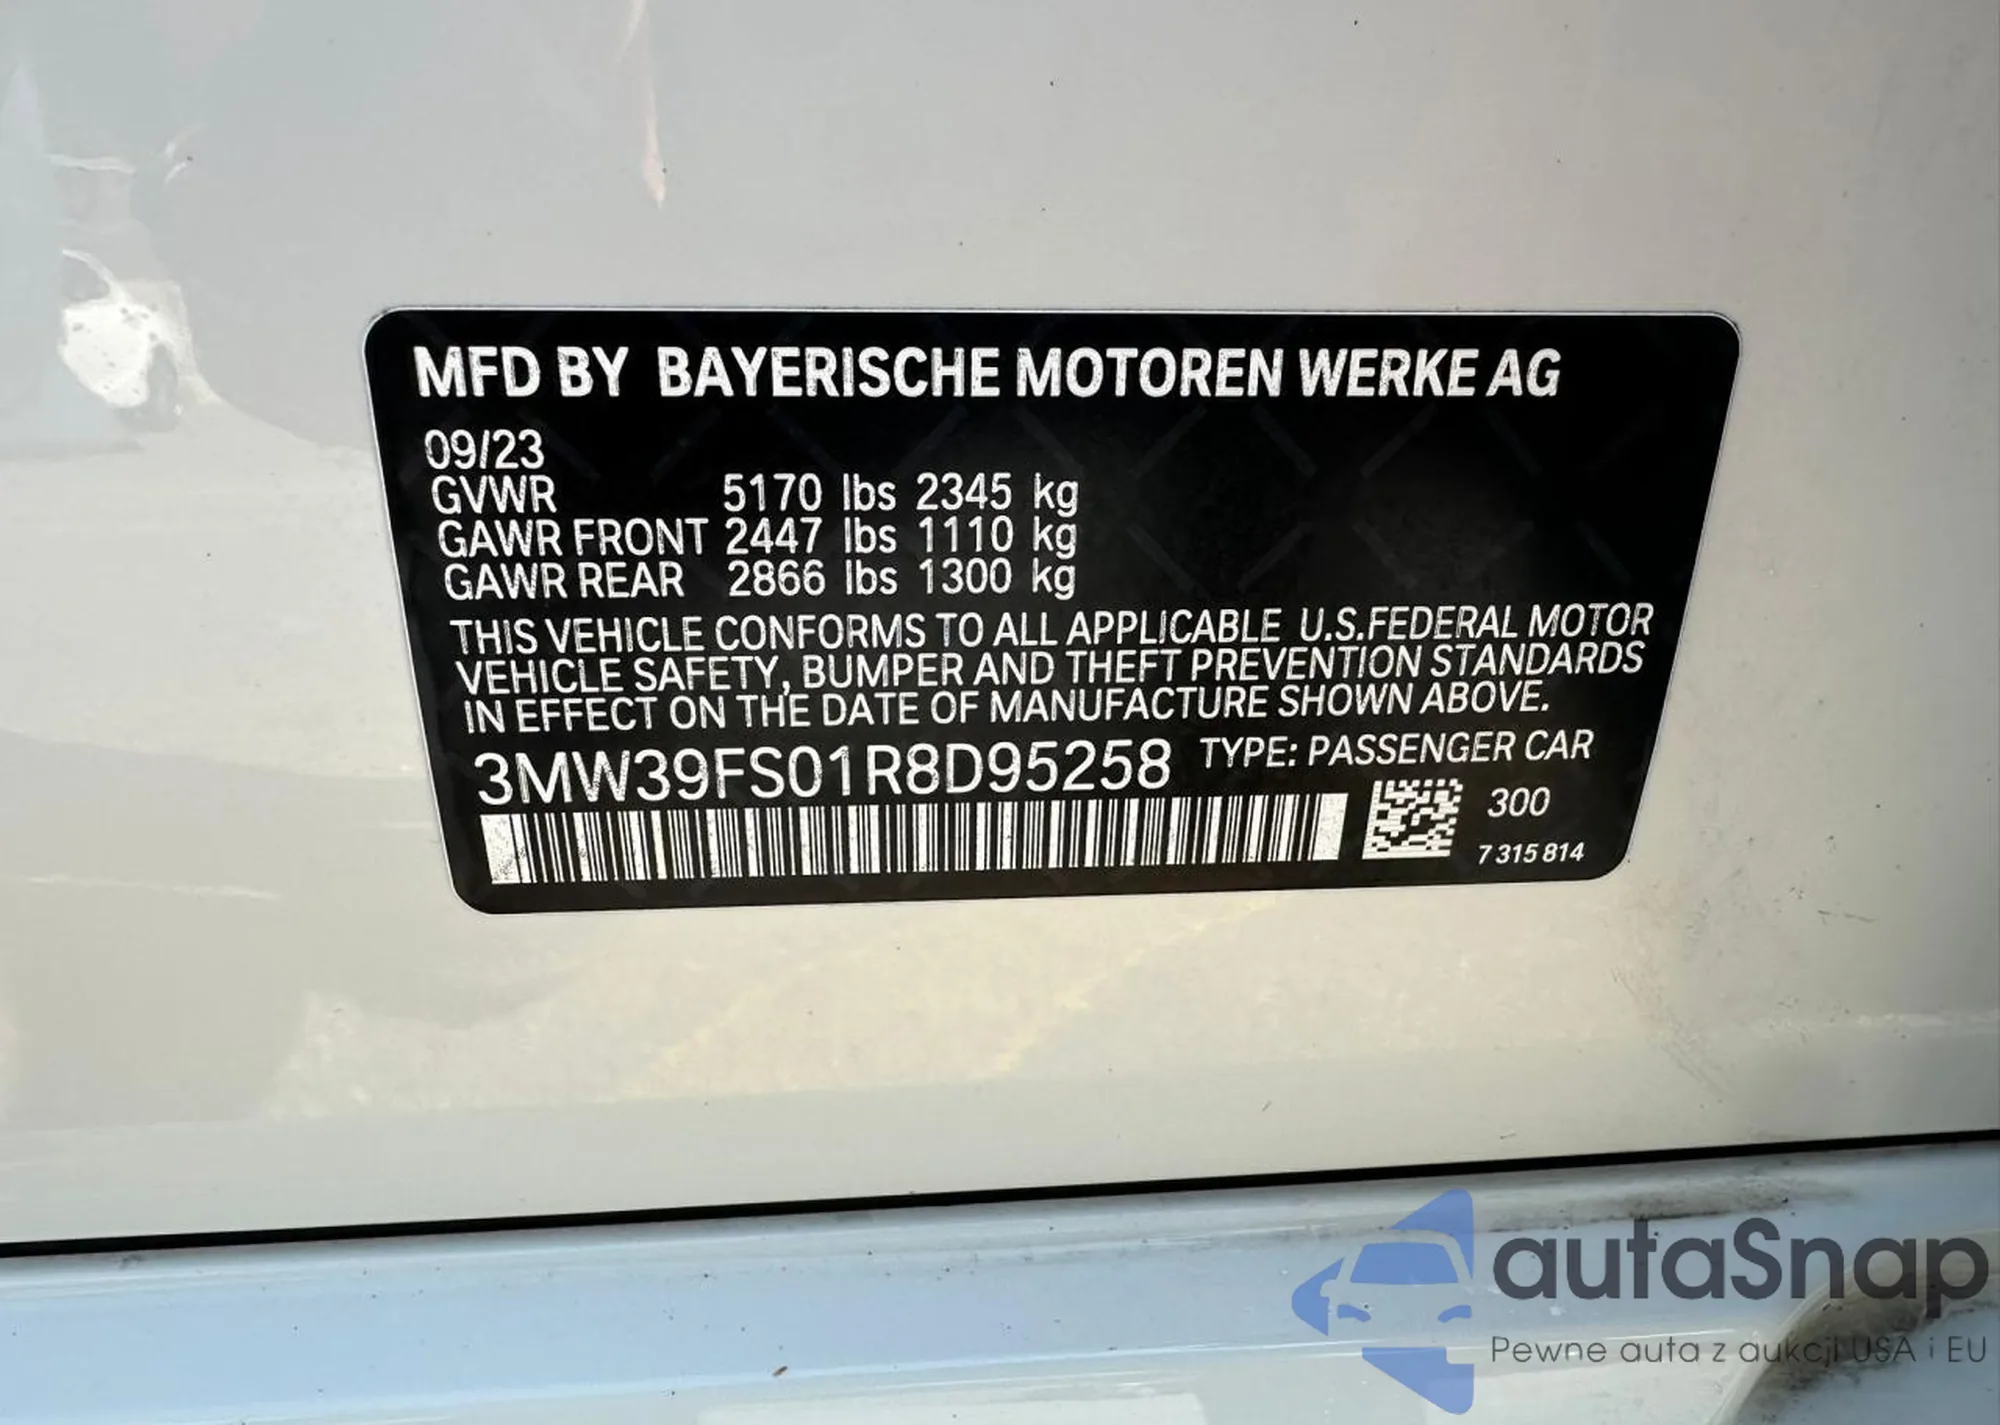 MFD BY BAYERISCHE MOTOREN WERKE AG
09/23
GVWR 5170 lbs 2345 kg
GAWR FRONT 2447 lbs 1110 kg
GAWR REAR 2866 lbs 1300 kg
THIS VEHICLE CONFORMS TO ALL APPLICABLE U.S.FEDERAL MOTOR
VEHICLE SAFETY, BUMPER AND THEFT PREVENTION STANDARDS
IN EFFECT ON THE DATE OF MANUFACTURE SHOWN ABOVE.
3MW39FS01R8D95258 TYPE: PASSENGER CAR
300
7 315 814
autaSnap
Pewne auta z aukcji USA i EU